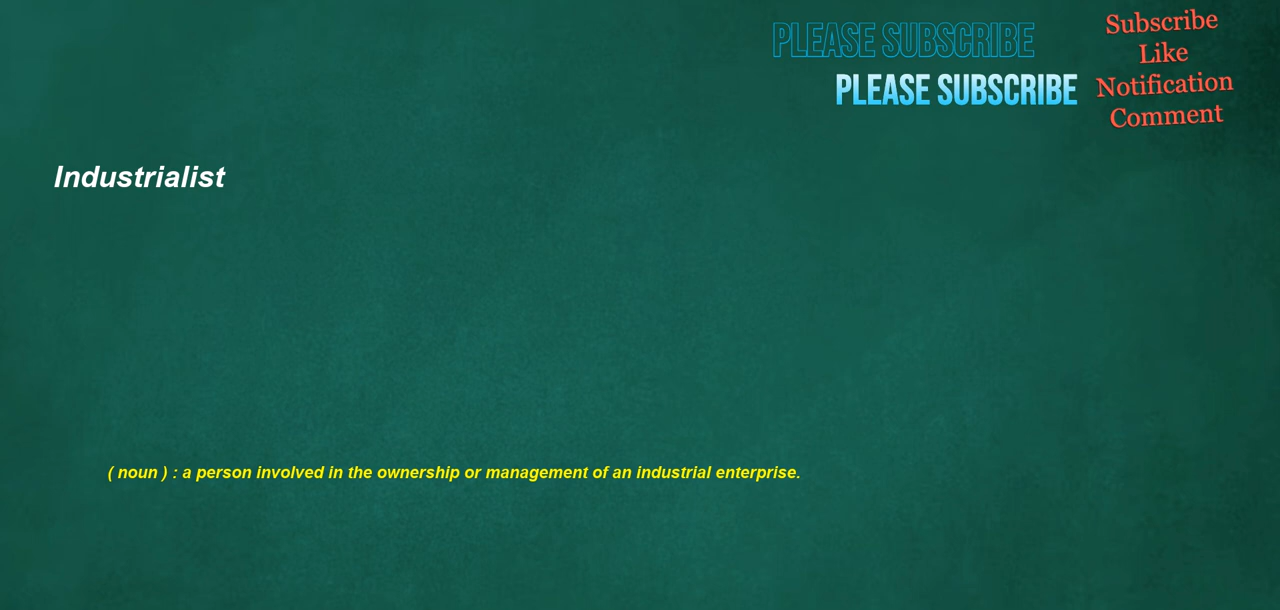 PLEASE SUBSCRIBE
PLEASE SUBSCRIBE
Subscribe
Like
Notification
Comment
Industrialist
( noun ) : a person involved in the ownership or management of an industrial enterprise.